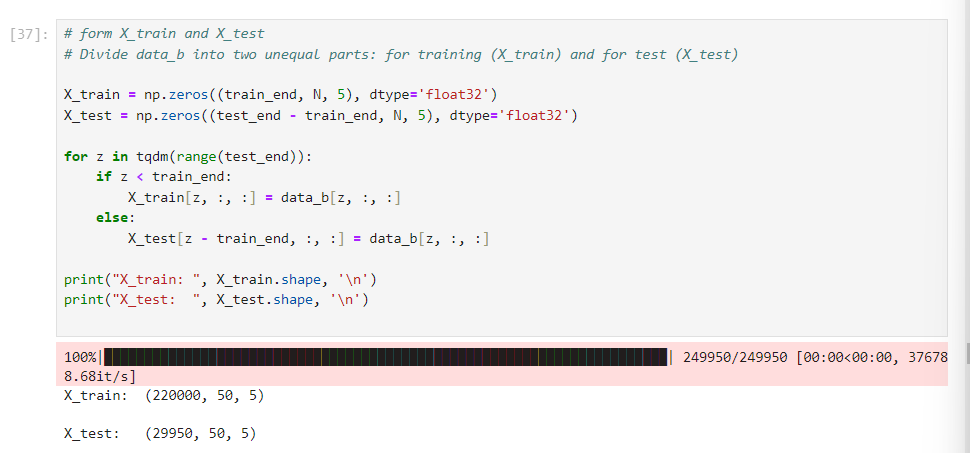 [37]: # form X_train and X_test
# Divide data_b into two unequal parts: for training (X_train) and for test (X_test)
X_train = np.zeros((train_end, N, 5), dtype='float32')
X_test = np.zeros((test_end - train_end, N, 5), dtype='float32')
for z in tqdm(range(test_end)):
    if z < train_end:
        X_train[z, :, :] = data_b[z, :, :]
    else:
        X_test[z - train_end, :, :] = data_b[z, :, :]
print("X_train: ", X_train.shape, '\n')
print("X_test:  ", X_test.shape, '\n')
100%| | 249950/249950 [00:00<00:00, 37678
8.68it/s]
X_train:  (220000, 50, 5)
X_test:   (29950, 50, 5)